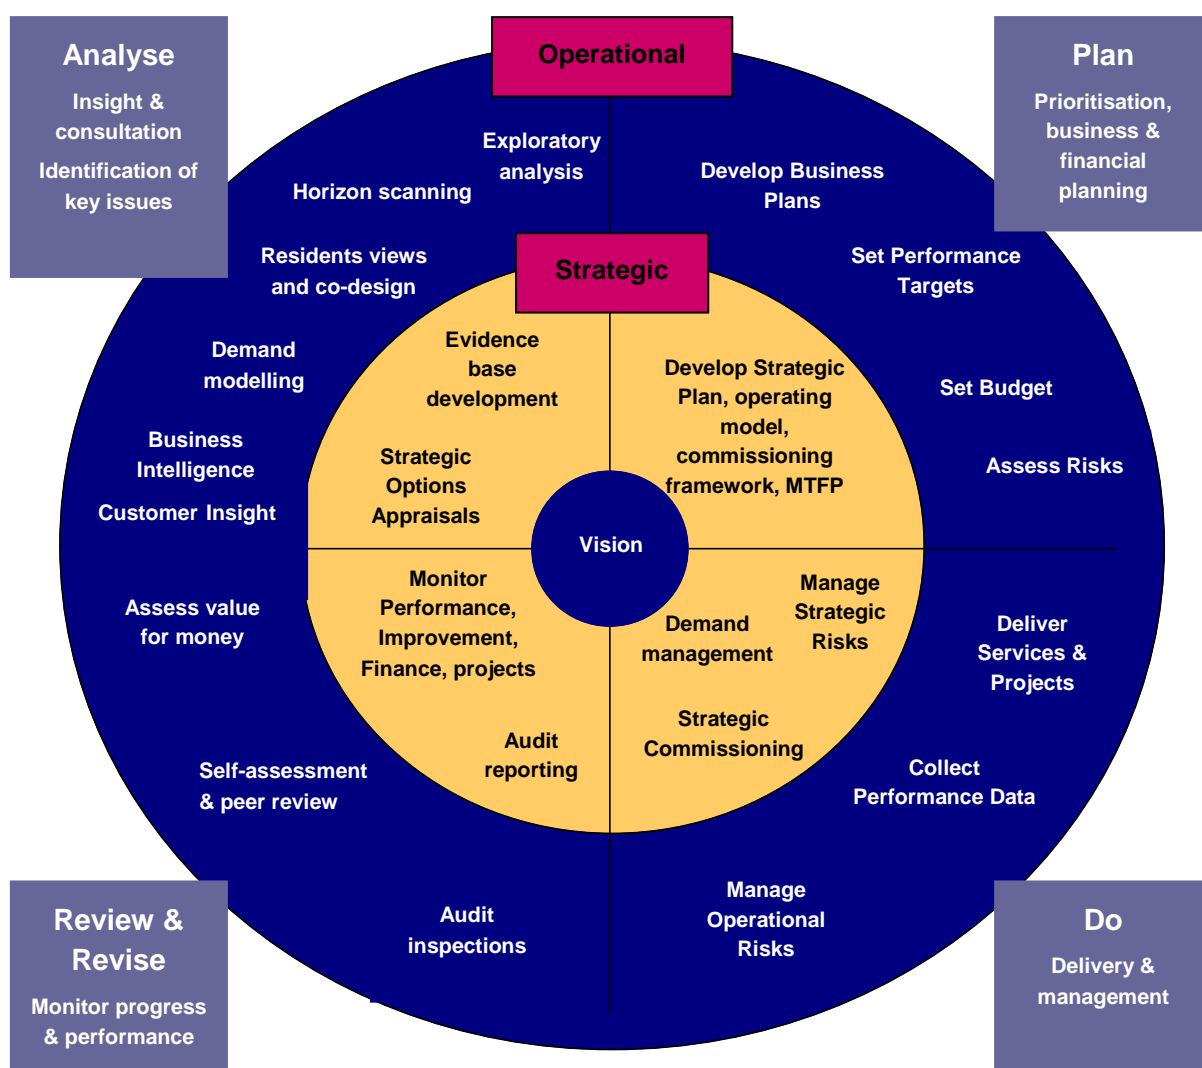 Analyse
Insight &
consultation
Identification of
key issues
Operational
Plan
Prioritisation,
business &
financial
planning
Exploratory
analysis
Horizon scanning
Residents views
and co-design
Demand
modelling
Business
Intelligence
Customer Insight
Develop Business
Plans
Set Performance
Targets
Set Budget
Assess Risks
Strategic
Evidence
base
development
Strategic
Options
Appraisals
Develop Strategic
Plan, operating
model,
commissioning
framework, MTFP
Vision
Monitor
Performance,
Improvement,
Finance, projects
Audit
reporting
Demand
management
Manage
Strategic
Risks
Strategic
Commissioning
Assess value
for money
Self-assessment
& peer review
Audit
inspections
Deliver
Services &
Projects
Collect
Performance Data
Manage
Operational
Risks
Review &
Revise
Monitor progress
& performance
Do
Delivery &
management